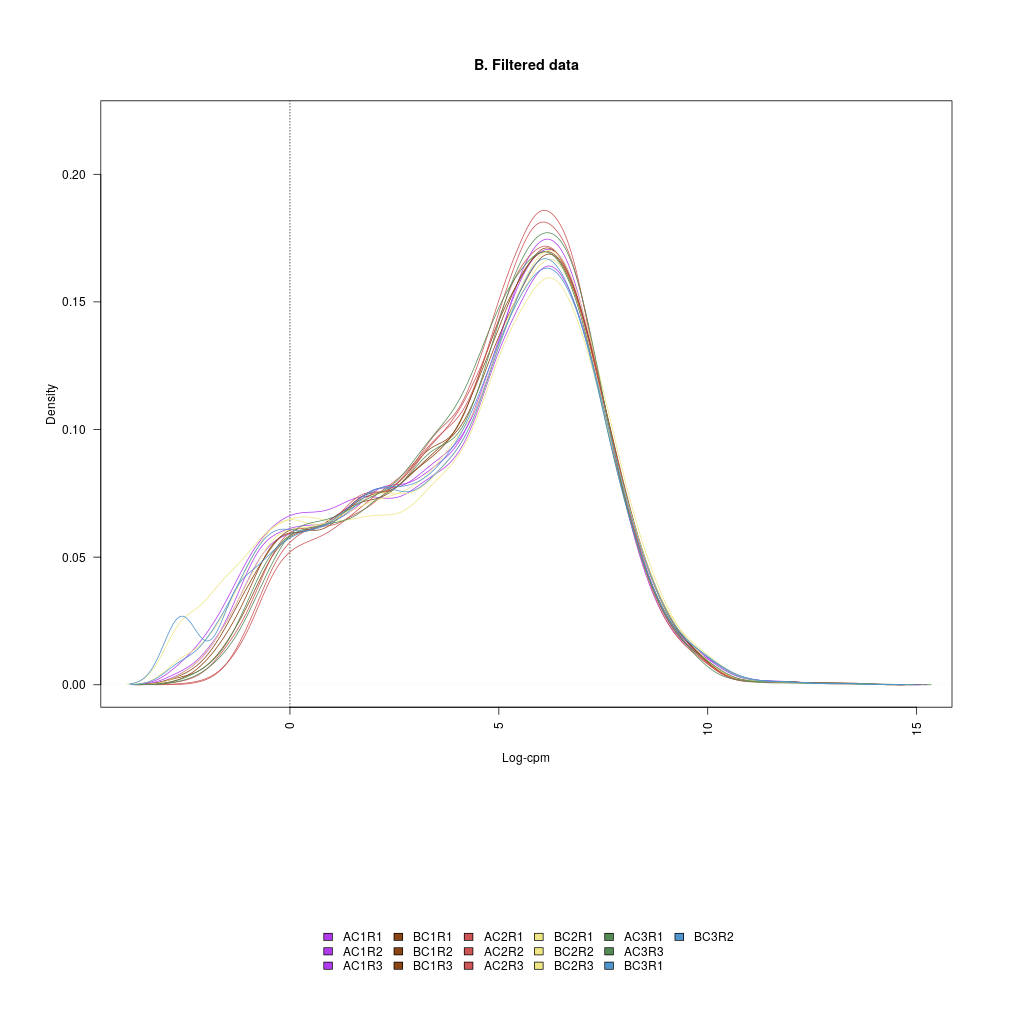 B. Filtered data
0.20
0.15
0.10
0.05
0.00
Density
0
5
10
15
Log-cpm
AC1R1 BC1R1 AC2R1 BC2R1 AC3R1 BC3R2
AC1R2 BC1R2 AC2R2 BC2R2 AC3R3
AC1R3 BC1R3 AC2R3 BC2R3 BC3R1